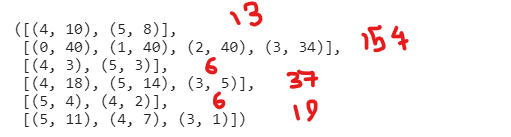 13
([(4, 10), (5, 8)],
[(0, 40), (1, 40), (2, 40), (3, 34)], 154
[(4, 3), (5, 3)], 6
[(4, 18), (5, 14), (3, 5)], 37
[(5, 4), (4, 2)], 6
[(5, 11), (4, 7), (3, 1)]) 19